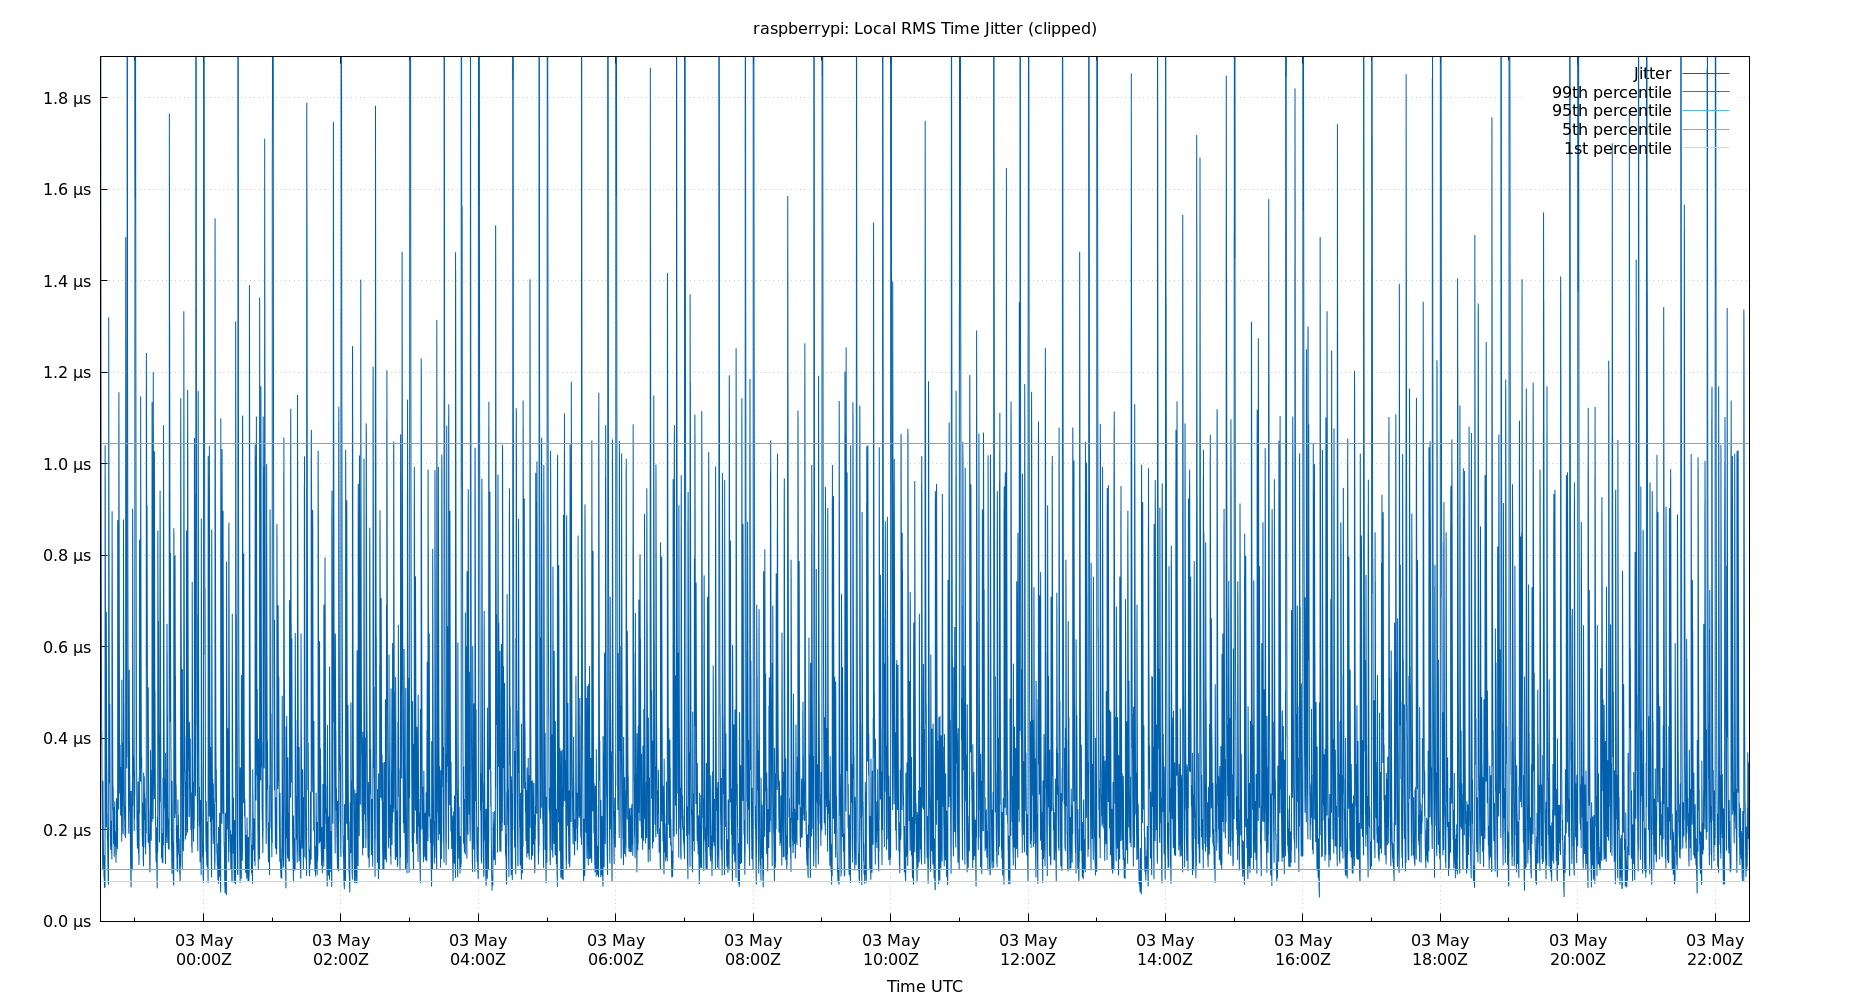 raspberrypi: Local RMS Time Jitter (clipped)
Jitter
99th percentile
95th percentile
5th percentile
1st percentile
1.8 µs
1.6 µs
1.4 µs
1.2 µs
1.0 µs
0.8 µs
0.6 µs
0.4 µs
0.2 µs
0.0 µs
03 May 03 May 03 May 03 May 03 May 03 May 03 May 03 May 03 May 03 May 03 May 03 May
00:00Z 02:00Z 04:00Z 06:00Z 08:00Z 10:00Z 12:00Z 14:00Z 16:00Z 18:00Z 20:00Z 22:00Z
Time UTC